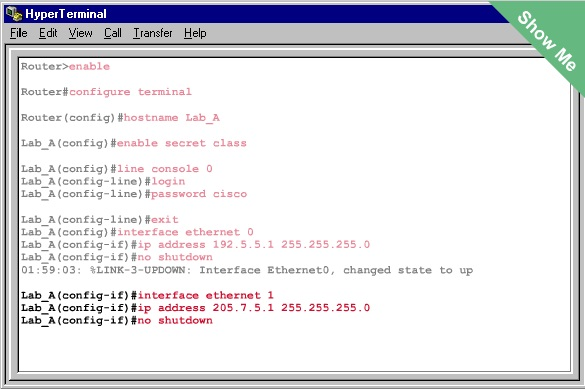 HyperTerminal
Show Me
File Edit View Call Transfer Help
Router>enable
Router#configure terminal
Router(config)#hostname Lab_A
Lab_A(config)#enable secret class
Lab_A(config)#line console 0
Lab_A(config-line)#login
Lab_A(config-line)#password cisco
Lab_A(config-line)#exit
Lab_A(config)#interface ethernet 0
Lab_A(config-if)#ip address 192.5.5.1 255.255.255.0
Lab_A(config-if)#no shutdown
01:59:03: %LINK-3-UPDOWN: Interface Ethernet0, changed state to up
Lab_A(config-if)#interface ethernet 1
Lab_A(config-if)#ip address 205.7.5.1 255.255.255.0
Lab_A(config-if)#no shutdown